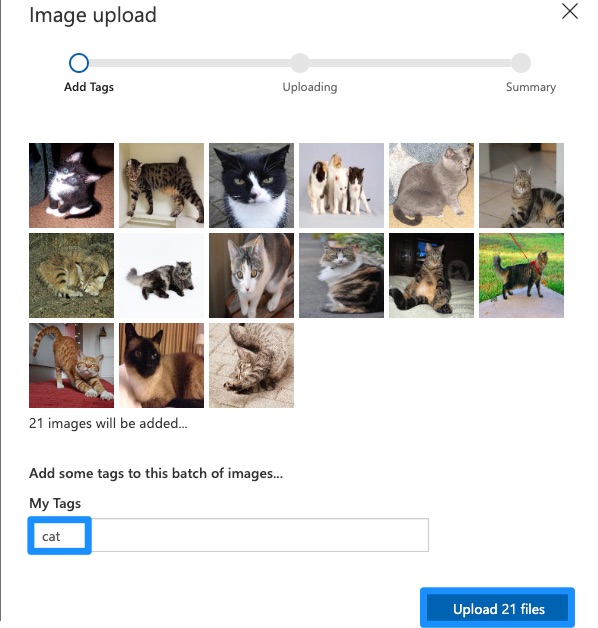 Image upload
Add Tags
Uploading
Summary
21 images will be added...
Add some tags to this batch of images...
My Tags
cat
Upload 21 files